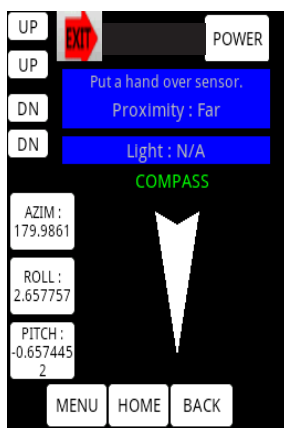 UP
EXIT
POWER
UP
Put a hand over sensor.
DN
Proximity : Far
DN
Light : N/A
COMPASS
AZIM :
179.9861
ROLL :
2.657757
PITCH :
-0.657445
2
MENU
HOME
BACK